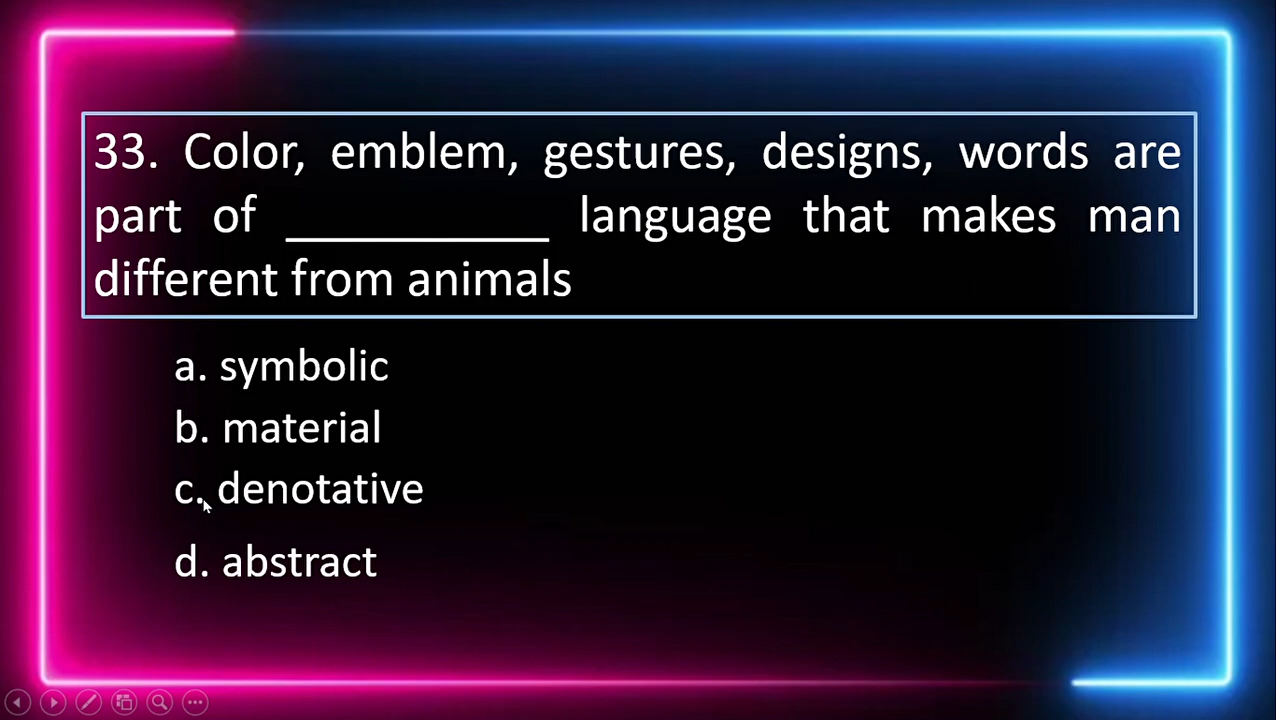 33. Color, emblem, gestures, designs, words are
part of ___________ language that makes man
different from animals
a. symbolic
b. material
c. denotative
d. abstract